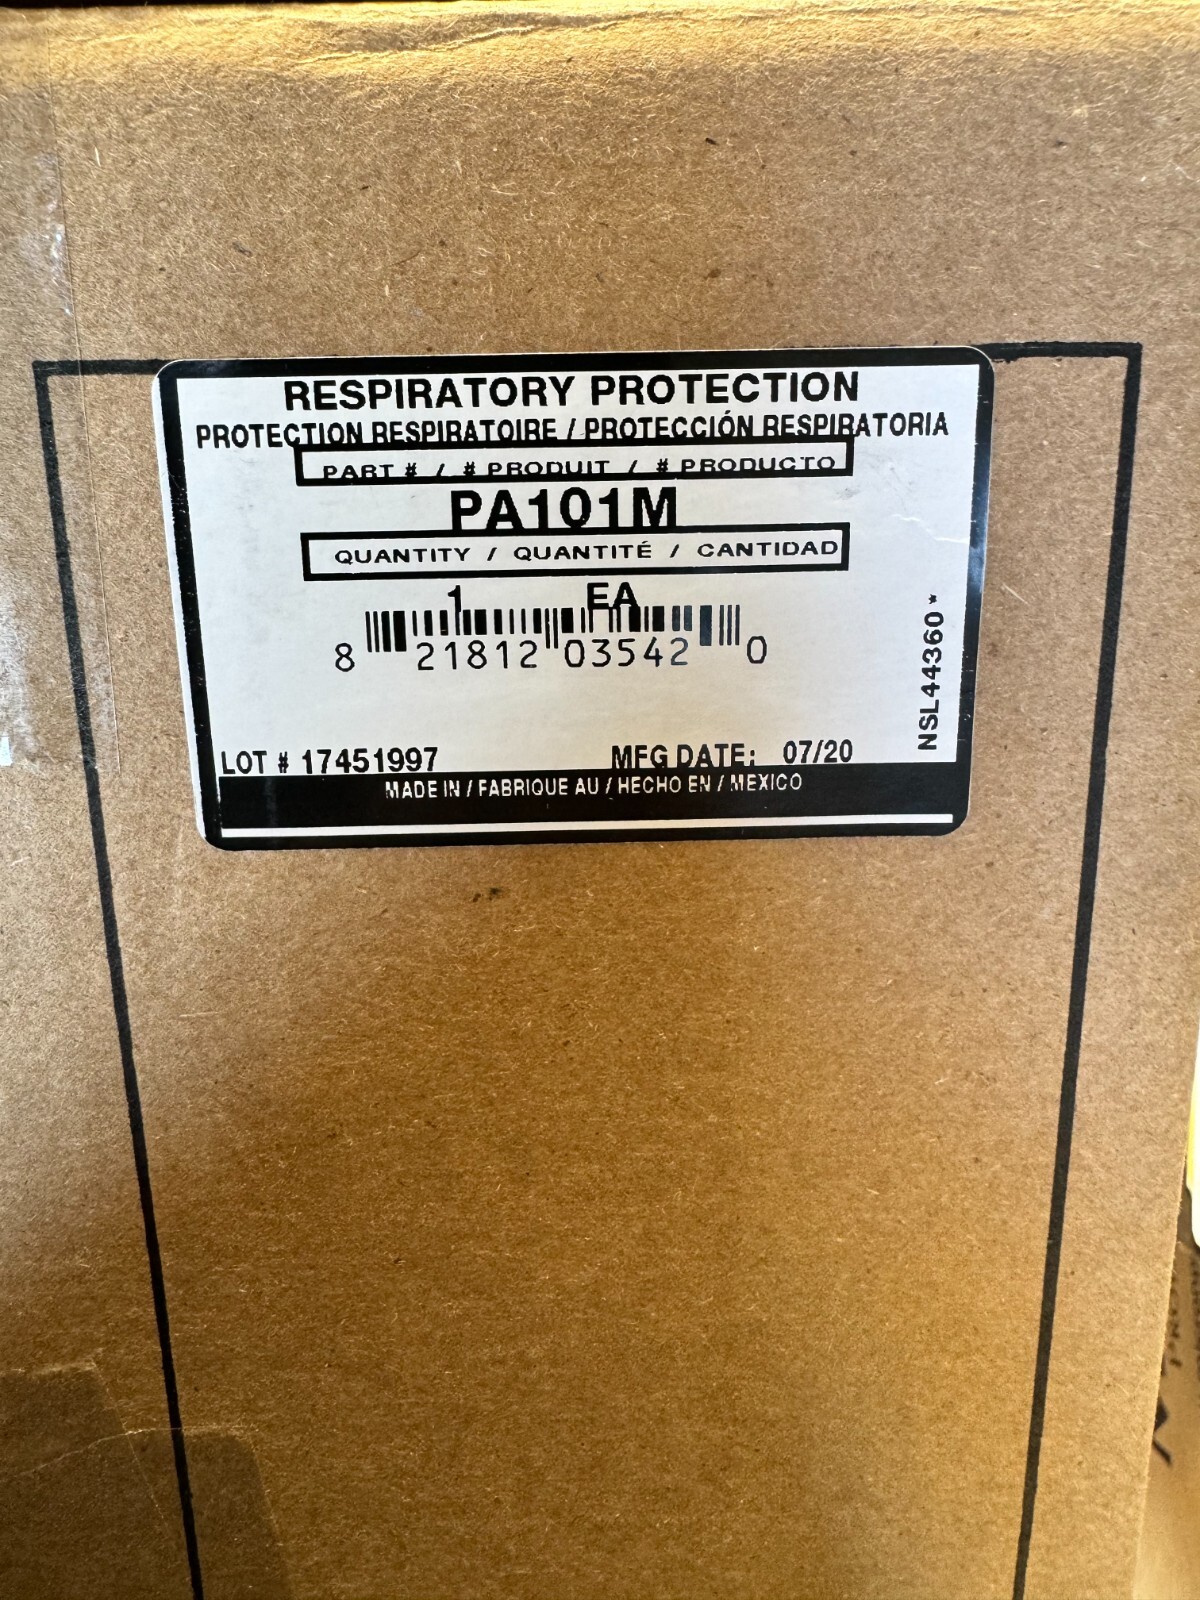 RESPIRATORY PROTECTION
PROTECTION RESPIRATOIRE / PROTECCIÓN RESPIRATORIA
PART # / # PRODUIT / # PRODUCTO
PA101M
QUANTITY / QUANTITÉ / CANTIDAD
1 EA
8 21812 03542 0
NSL44360*
LOT # 17451997 MFG DATE: 07/20
MADE IN / FABRIQUE AU / HECHO EN / MEXICO